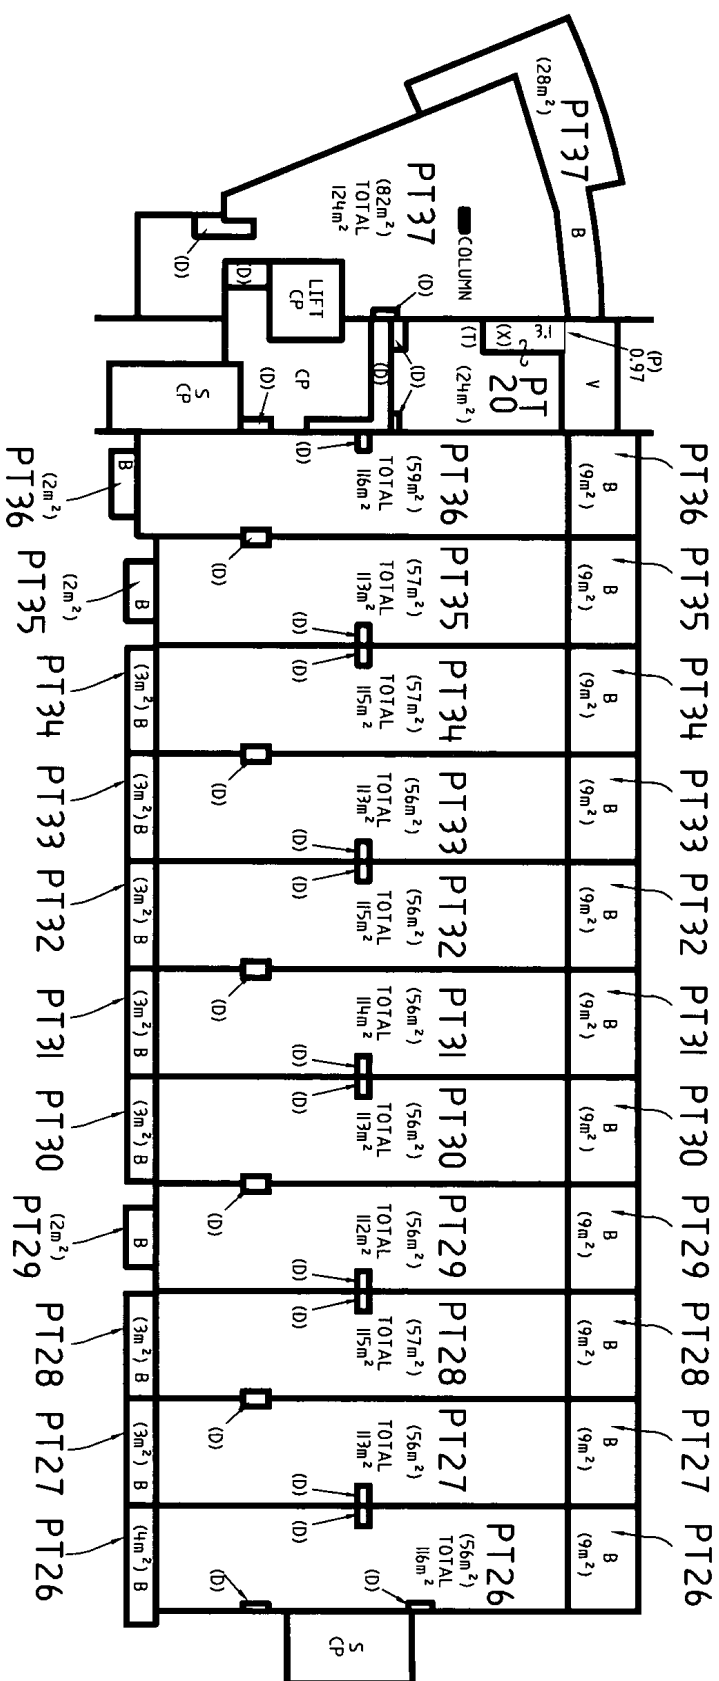 PT37
(28m²)
B
PT37
(82m²)
TOTAL
124m²
COLUMN
(D)
(D)
LIFT
CP
(D)
(D)
(P)
0.97
3.1
(X)
(T)
PT
20
(24m²)
V
(D)
(D)
(D)
CP
(D)
S
CP
PT36
B
(9m²)
PT36
(59m²)
TOTAL
116m²
(D)
(D)
B
(2m²)
PT36
PT35
B
(9m²)
PT35
(57m²)
TOTAL
113m²
(D)
B
(2m²)
PT35
PT34
B
(9m²)
PT34
(57m²)
TOTAL
115m²
(D)
(D)
(3m²) B
PT34
PT33
B
(9m²)
PT33
(56m²)
TOTAL
113m²
(D)
(3m²) B
PT33
PT32
B
(9m²)
PT32
(56m²)
TOTAL
115m²
(D)
(D)
(3m²) B
PT32
PT31
B
(9m²)
PT31
(56m²)
TOTAL
114m²
(D)
(3m²) B
PT31
PT30
B
(9m²)
PT30
(56m²)
TOTAL
113m²
(D)
(D)
(3m²) B
PT30
PT29
B
(9m²)
PT29
(56m²)
TOTAL
112m²
(D)
B
(2m²)
PT29
PT28
B
(9m²)
PT28
(57m²)
TOTAL
115m²
(D)
(D)
(3m²) B
PT28
PT27
B
(9m²)
PT27
(56m²)
TOTAL
113m²
(D)
(3m²) B
PT27
PT26
B
(9m²)
PT26
(56m²)
TOTAL
116m²
(D)
(D)
(D)
(4m²) B
PT26
S
CP